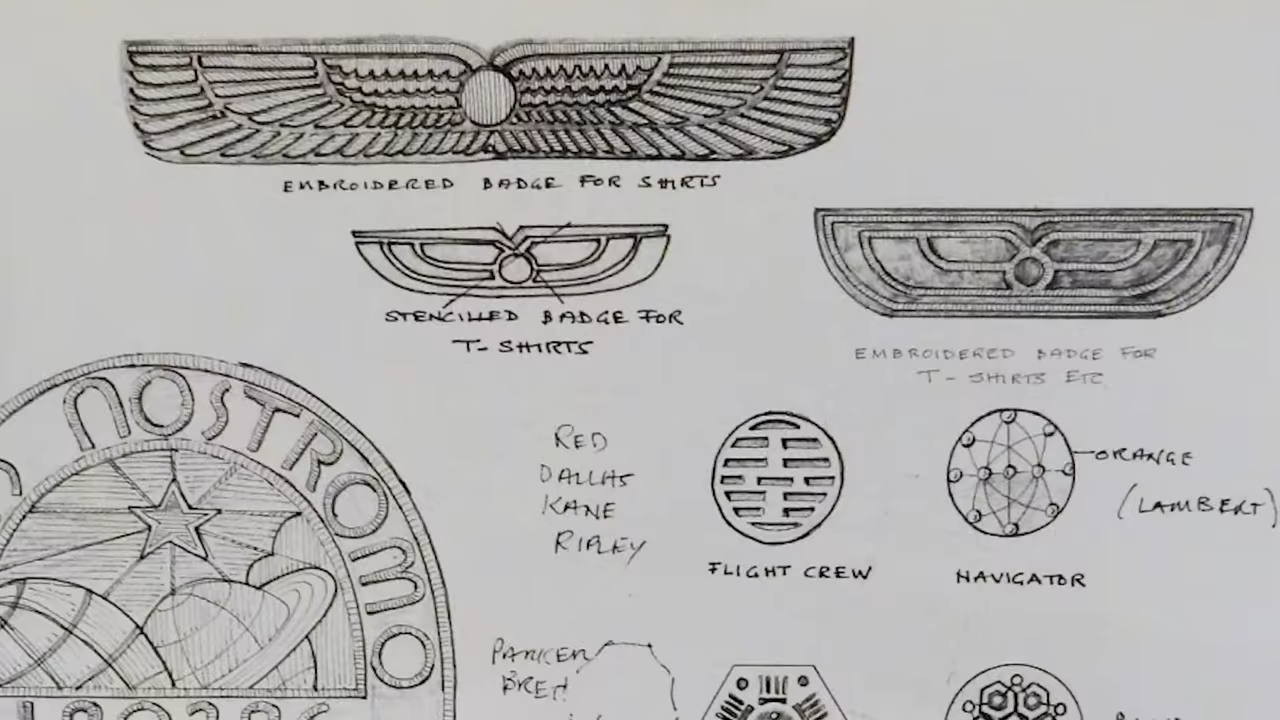 EMBROIDERED BADGE FOR SHIRTS
STENCILLED BADGE FOR
T-SHIRTS
EMBROIDERED BADGE FOR
T-SHIRTS ETC
NOSTROMO
RED
DALLAS
KANE
RIPLEY
ORANGE
(LAMBERT)
FLIGHT CREW
NAVIGATOR
PARKER
BRETT